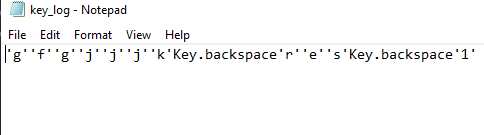 key_log - Notepad
File Edit Format View Help
'g''f''g''j''j''j''k'Key.backspace'r''e''s'Key.backspace'1'